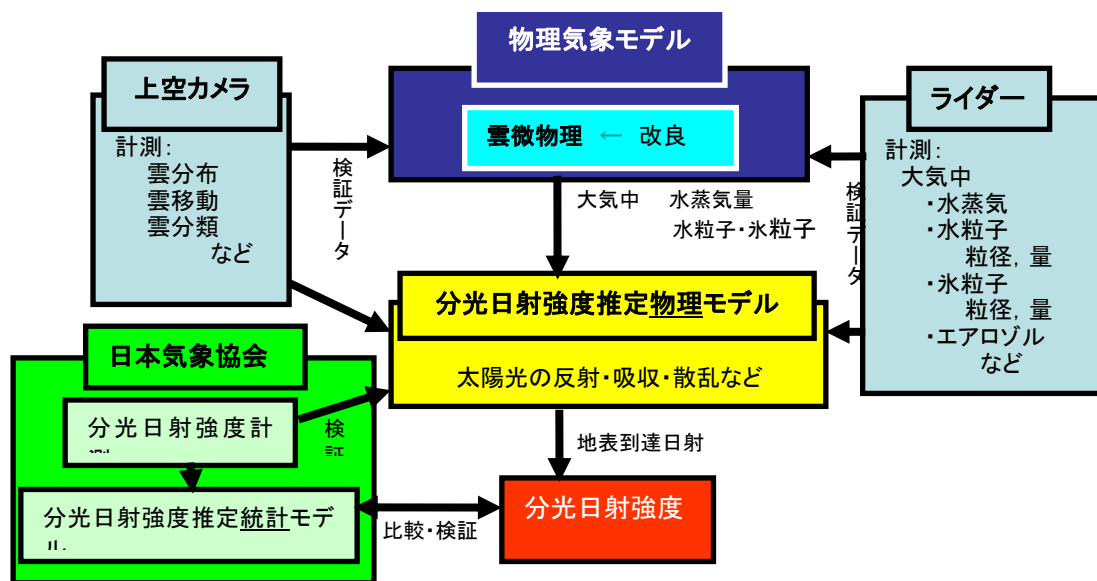 物理気象モデル
雲微物理 ← 改良
上空カメラ
計測:
雲分布
雲移動
雲分類
など
検証データ
ライダー
計測:
大気中
・水蒸気
・水粒子
粒径,量
・氷粒子
粒径,量
・エアロゾル
など
検証データ
大気中 水蒸気量
水粒子・氷粒子
分光日射強度推定物理モデル
太陽光の反射・吸収・散乱など
日本気象協会
分光日射強度計
検証
分光日射強度推定統計モデ
ル
地表到達日射
比較・検証
分光日射強度